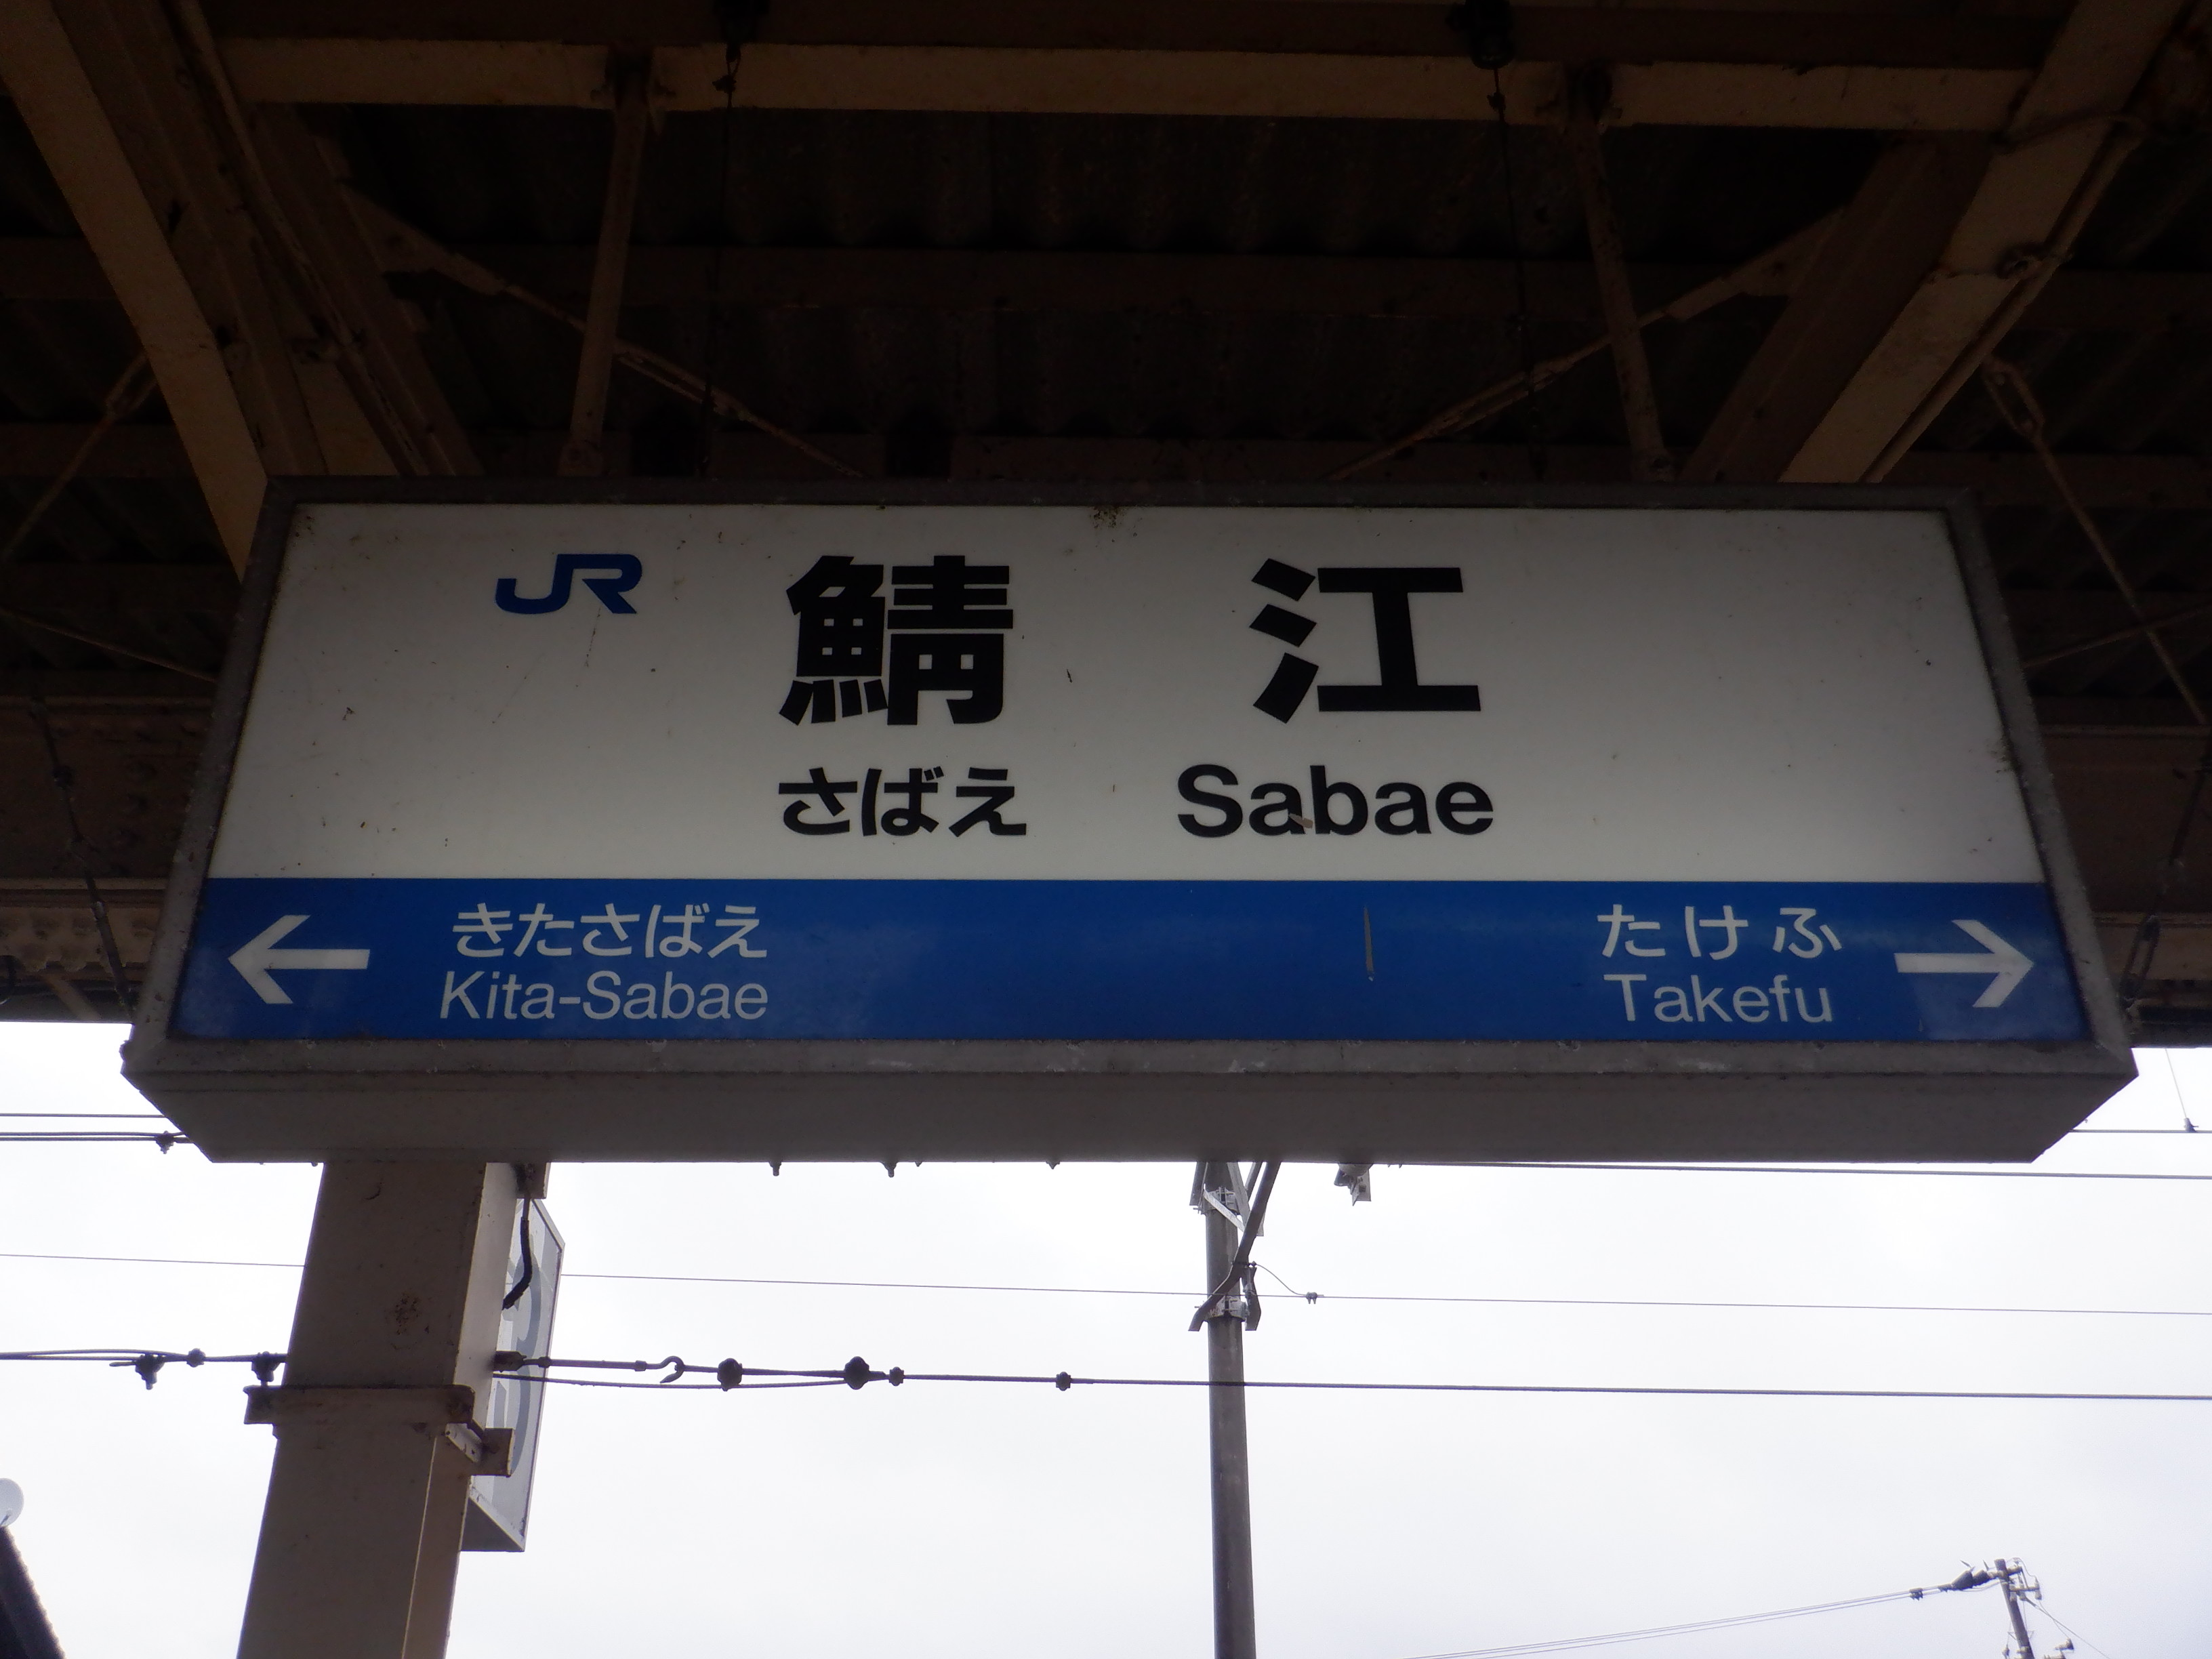 JR 鯖江
さばえ Sabae
← きたさばえ たけふ →
Kita-Sabae Takefu